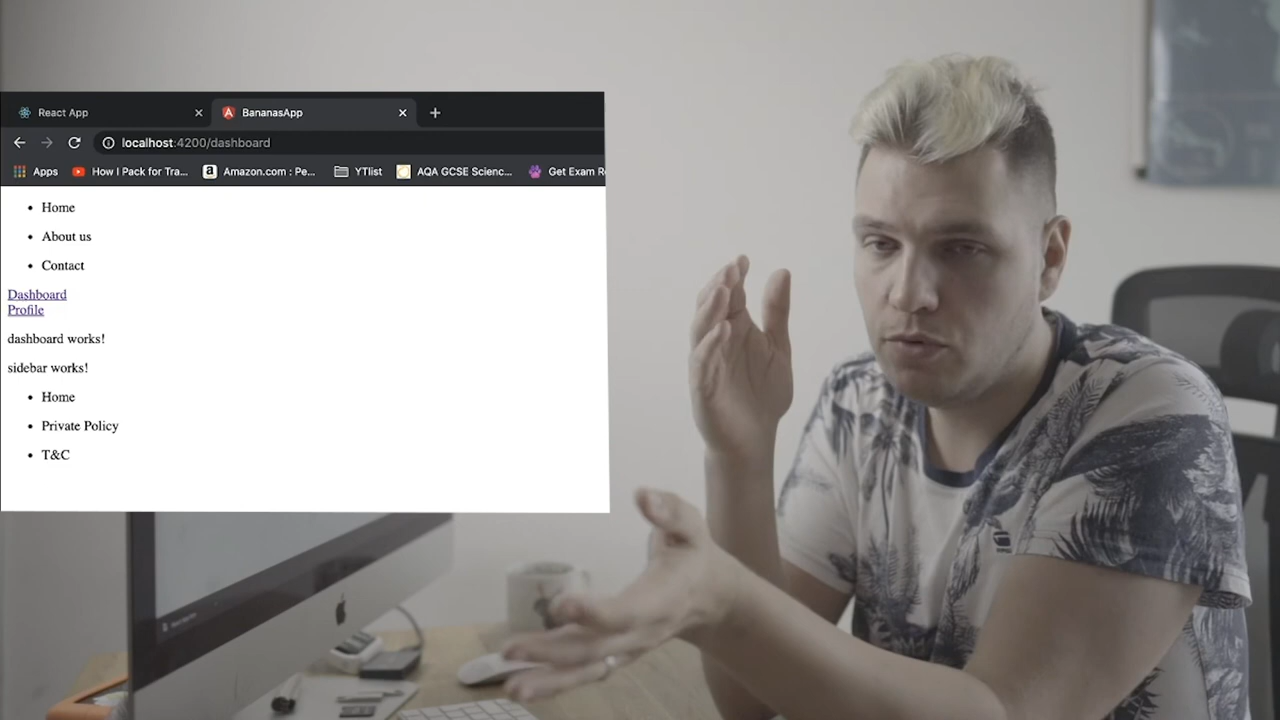 React App
BananasApp
localhost:4200/dashboard
Apps
How I Pack for Tra...
Amazon.com : Pe...
YTlist
AQA GCSE Scienc...
Get Exam R
• Home
• About us
• Contact
Dashboard
Profile
dashboard works!
sidebar works!
• Home
• Private Policy
• T&C